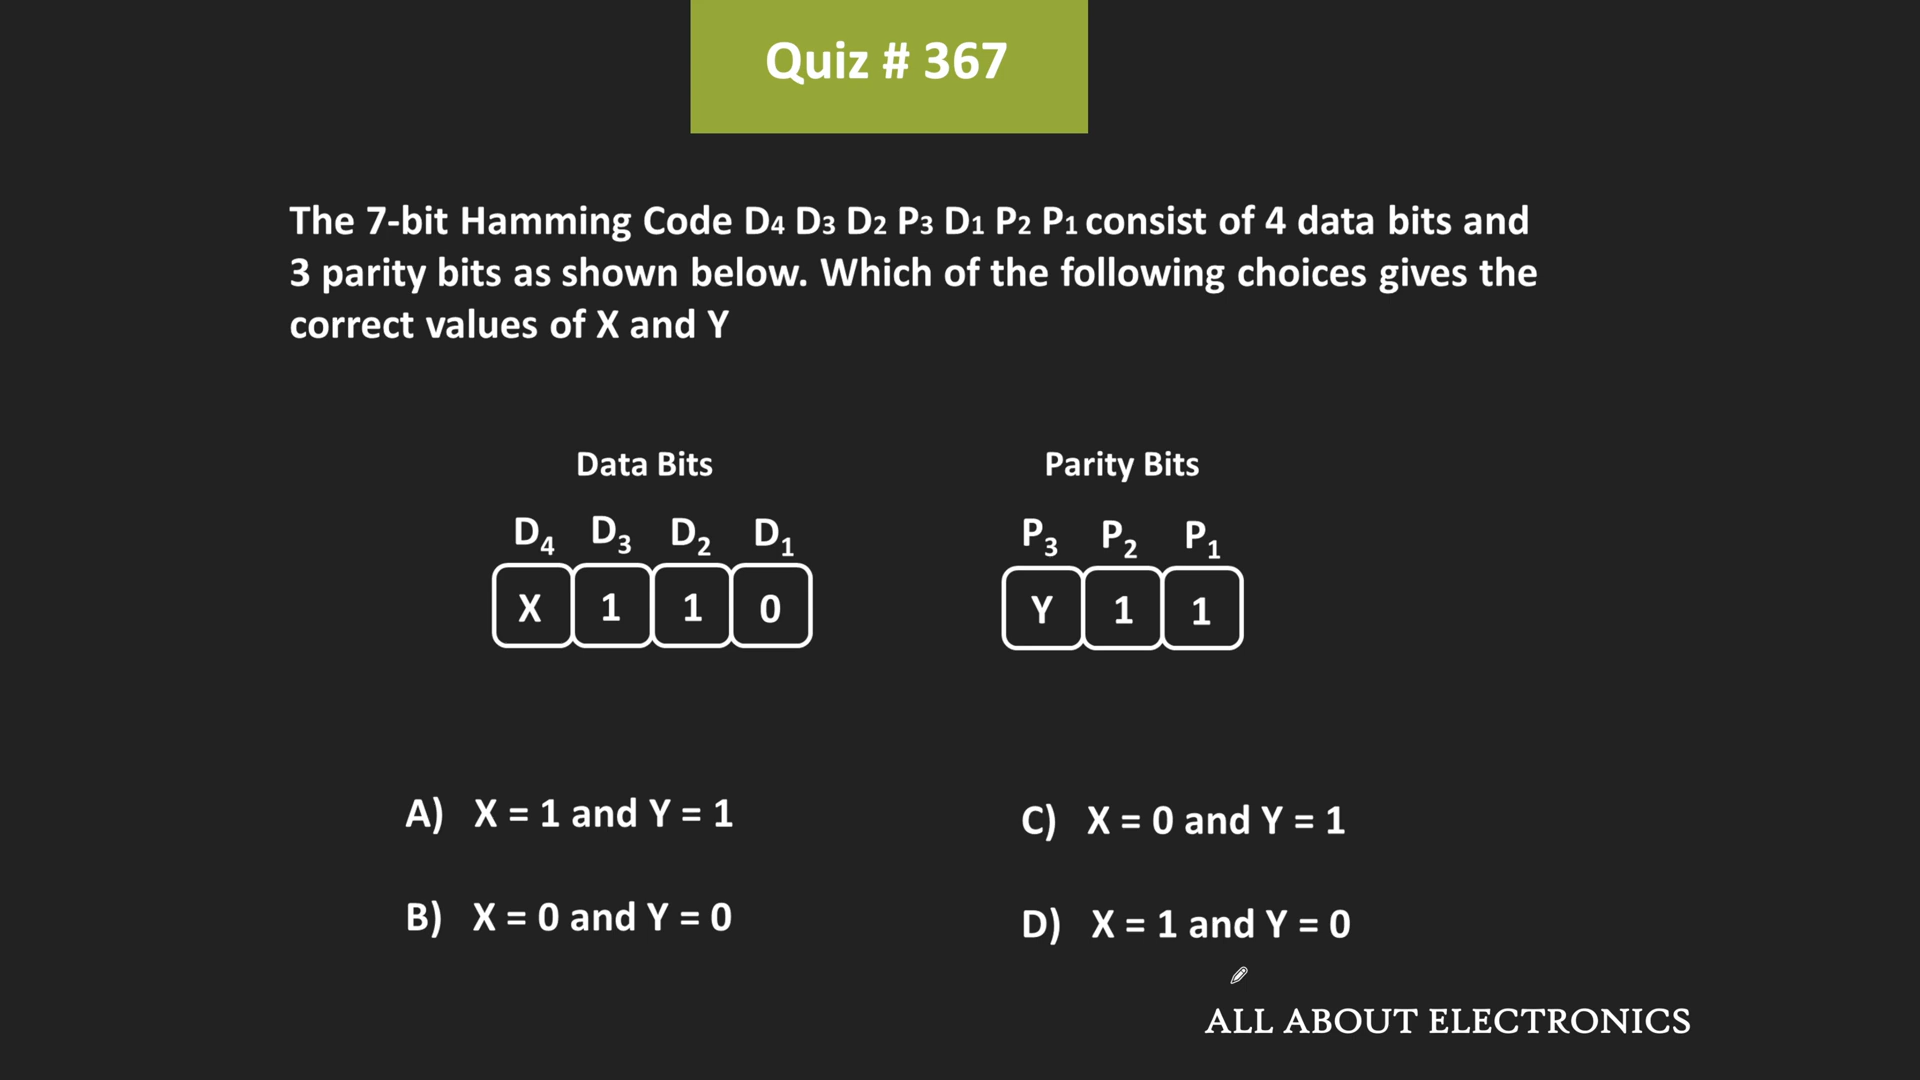 Quiz # 367
The 7-bit Hamming Code D4 D3 D2 P3 D1 P2 P1 consist of 4 data bits and
3 parity bits as shown below. Which of the following choices gives the
correct values of X and Y
Data Bits
Parity Bits
D4 D3 D2 D1
P3 P2 P1
X 1 1 0
Y 1 1
A) X = 1 and Y = 1
C) X = 0 and Y = 1
B) X = 0 and Y = 0
D) X = 1 and Y = 0
ALL ABOUT ELECTRONICS